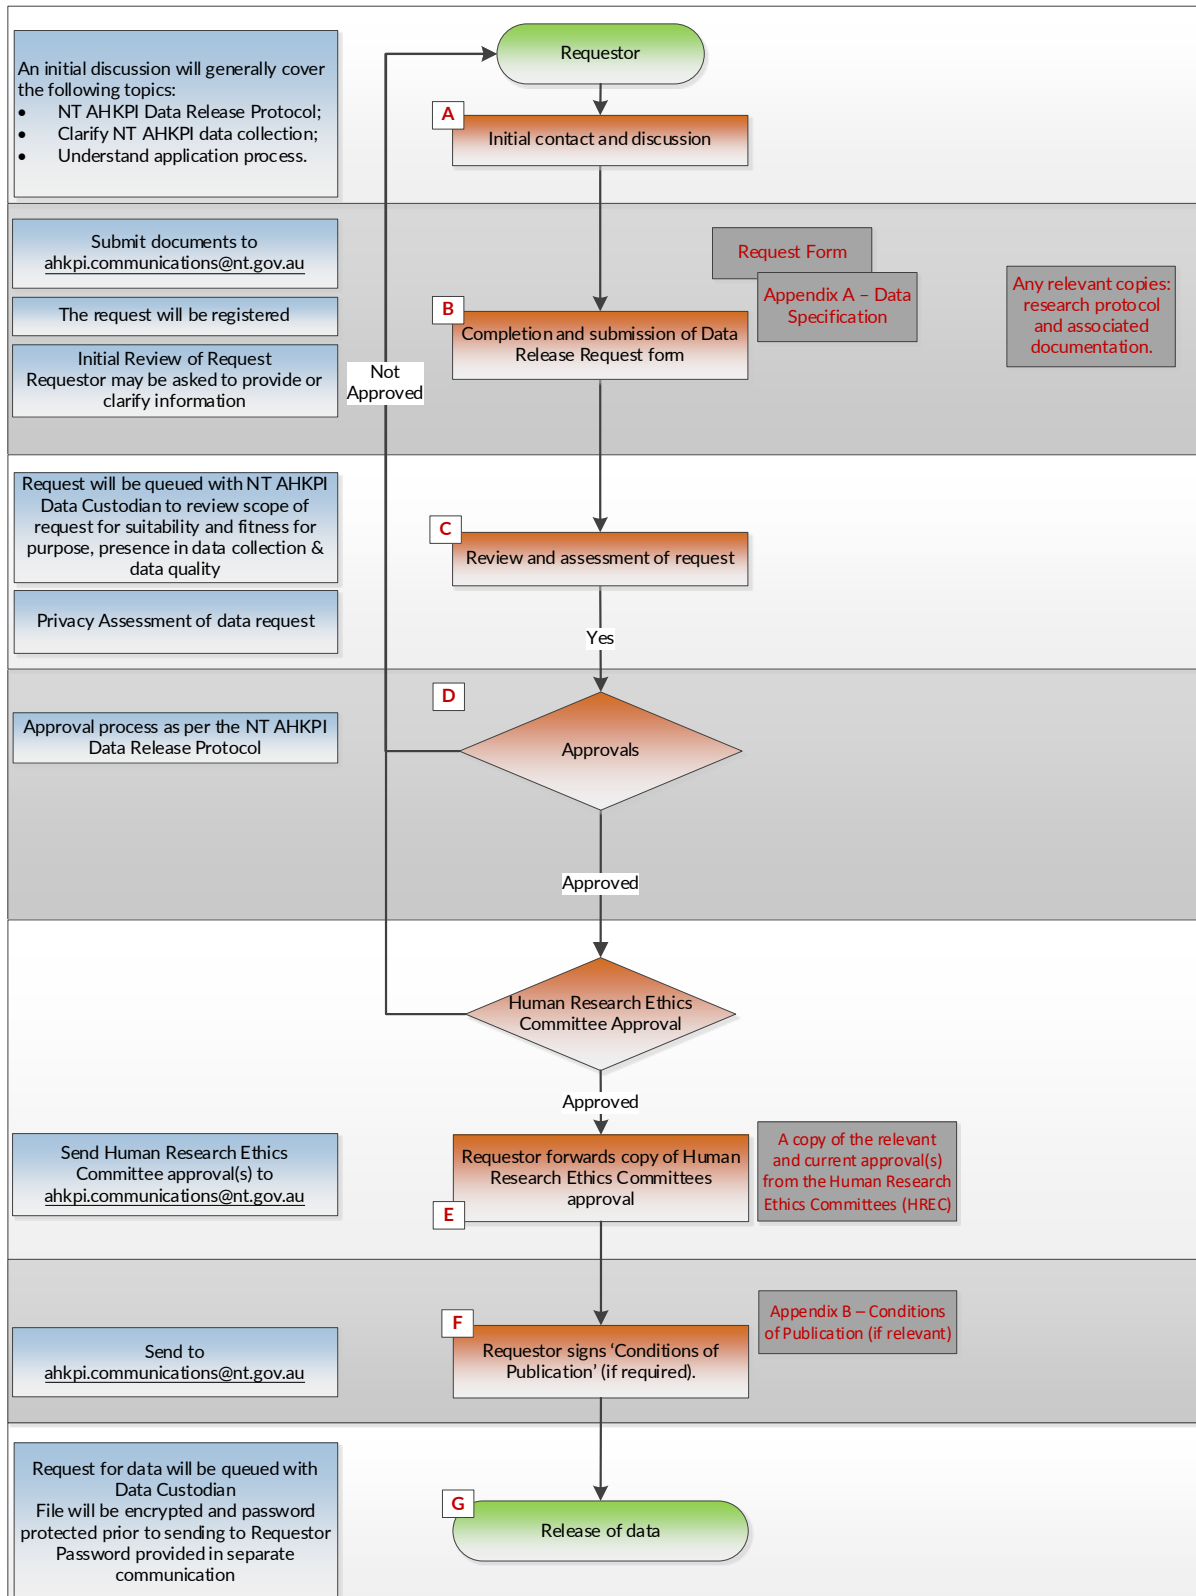 Requestor
An initial discussion will generally cover
the following topics:
• NT AHKPI Data Release Protocol;
• Clarify NT AHKPI data collection;
• Understand application process.
A
Initial contact and discussion
Submit documents to
ahkpi.communications@nt.gov.au
The request will be registered
Initial Review of Request
Requestor may be asked to provide or
clarify information
Not
Approved
B
Completion and submission of Data
Release Request form
Request Form
Appendix A – Data
Specification
Any relevant copies:
research protocol
and associated
documentation.
Request will be queued with NT AHKPI
Data Custodian to review scope of
request for suitability and fitness for
purpose, presence in data collection &
data quality
Privacy Assessment of data request
C
Review and assessment of request
Yes
D
Approval process as per the NT AHKPI
Data Release Protocol
Approvals
Approved
Human Research Ethics
Committee Approval
Approved
Send Human Research Ethics
Committee approval(s) to
ahkpi.communications@nt.gov.au
Requestor forwards copy of Human
Research Ethics Committees
approval
E
A copy of the relevant
and current approval(s)
from the Human Research
Ethics Committees (HREC)
Send to
ahkpi.communications@nt.gov.au
F
Requestor signs ‘Conditions of
Publication’ (if required).
Appendix B – Conditions
of Publication (if relevant)
Request for data will be queued with
Data Custodian
File will be encrypted and password
protected prior to sending to Requestor
Password provided in separate
communication
G
Release of data